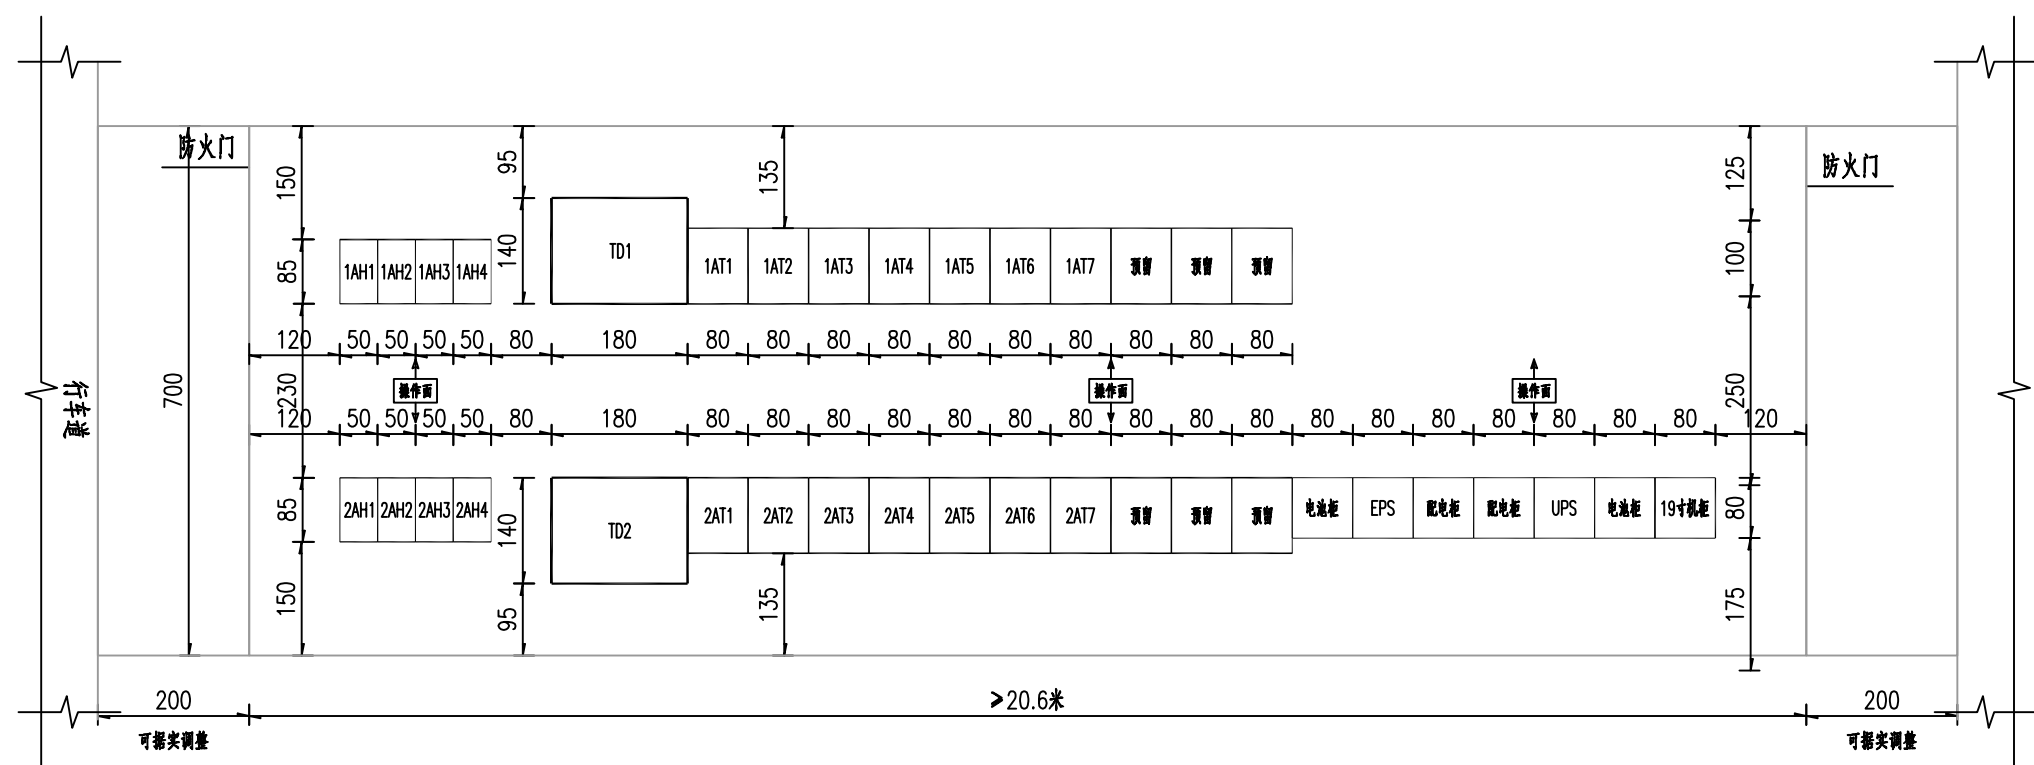 防火门
防火门
150
95
135
125
140
85
100
TD1
1AH1 1AH2 1AH3 1AH4
1AT1 1AT2 1AT3 1AT4 1AT5 1AT6 1AT7 预留 预留 预留
120 50 50 50 50 80 180 80 80 80 80 80 80 80 80 80 80
700
行车道
230
操作面 操作面 操作面
250
120 50 50 50 50 80 180 80 80 80 80 80 80 80 80 80 80 80 80 80 80 80 80 80 120
85
2AH1 2AH2 2AH3 2AH4
140
TD2
2AT1 2AT2 2AT3 2AT4 2AT5 2AT6 2AT7 预留 预留 预留 电池柜 EPS 配电柜 配电柜 UPS 电池柜 19寸机柜
80
150
95
135
175
200
>20.6米
200
可据实调整
可据实调整